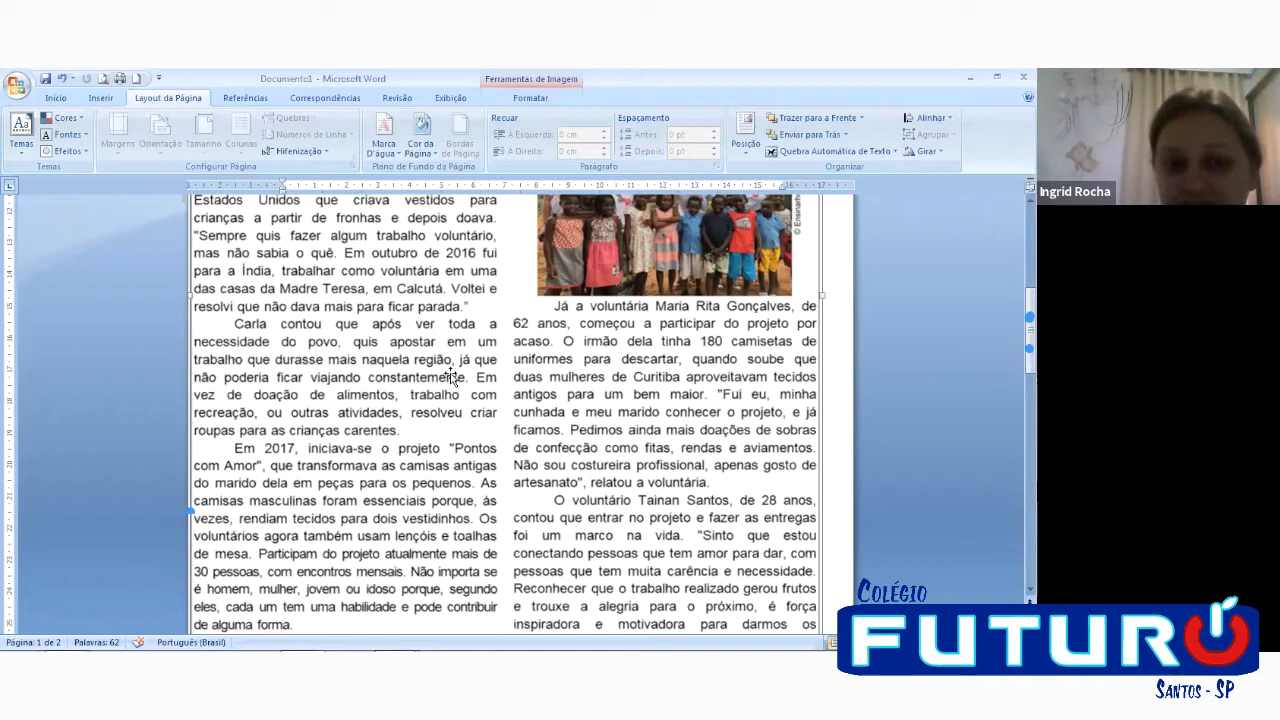 Documento1 - Microsoft Word
Ferramentas de Imagem
Início
Inserir
Layout da Página
Referências
Correspondências
Revisão
Exibição
Formatar
Temas
Cores
Fontes
Efeitos
Temas
Margens
Orientação
Tamanho
Colunas
Quebras
Números de Linha
Hifenização
Configurar Página
Marca D'água
Cor da Página
Bordas de Página
Plano de Fundo da Página
Recuar
À Esquerda: 0 cm
À Direita: 0 cm
Espaçamento
Antes 0 pt
Depois: 0 pt
Parágrafo
Posição
Trazer para a Frente
Enviar para Trás
Quebra Automática de Texto
Alinhar
Agrupar
Girar
Organizar
Ingrid Rocha
Estados Unidos que criava vestidos para
crianças a partir de fronhas e depois doava.
"Sempre quis fazer algum trabalho voluntário,
mas não sabia o quê. Em outubro de 2016 fui
para a Índia, trabalhar como voluntária em uma
das casas da Madre Teresa, em Calcutá. Voltei e
resolvi que não dava mais para ficar parada."
Carla contou que após ver toda a
necessidade do povo, quis apostar em um
trabalho que durasse mais naquela região, já que
não poderia ficar viajando constantemente. Em
vez de doação de alimentos, trabalho com
recreação, ou outras atividades, resolveu criar
roupas para as crianças carentes.
Em 2017, iniciava-se o projeto "Pontos
com Amor", que transformava as camisas antigas
do marido dela em peças para os pequenos. As
camisas masculinas foram essenciais porque, às
vezes, rendiam tecidos para dois vestidinhos. Os
voluntários agora também usam lençóis e toalhas
de mesa. Participam do projeto atualmente mais de
30 pessoas, com encontros mensais. Não importa se
é homem, mulher, jovem ou idoso porque, segundo
eles, cada um tem uma habilidade e pode contribuir
de alguma forma.
Já a voluntária Maria Rita Gonçalves, de
62 anos, começou a participar do projeto por
acaso. O irmão dela tinha 180 camisetas de
uniformes para descartar, quando soube que
duas mulheres de Curitiba aproveitavam tecidos
antigos para um bem maior. "Fui eu, minha
cunhada e meu marido conhecer o projeto, e já
ficamos. Pedimos ainda mais doações de sobras
de confecção como fitas, rendas e aviamentos.
Não sou costureira profissional, apenas gosto de
artesanato", relatou a voluntária.
O voluntário Tainan Santos, de 28 anos,
contou que entrar no projeto e fazer as entregas
foi um marco na vida. "Sinto que estou
conectando pessoas que tem amor para dar, com
pessoas que tem muita carência e necessidade.
Reconhecer que o trabalho realizado gerou frutos
e trouxe a alegria para o próximo, é força
inspiradora e motivadora para darmos os
Página: 1 de 2
Palavras: 62
Português (Brasil)
COLÉGIO
FUTURO
SANTOS - SP